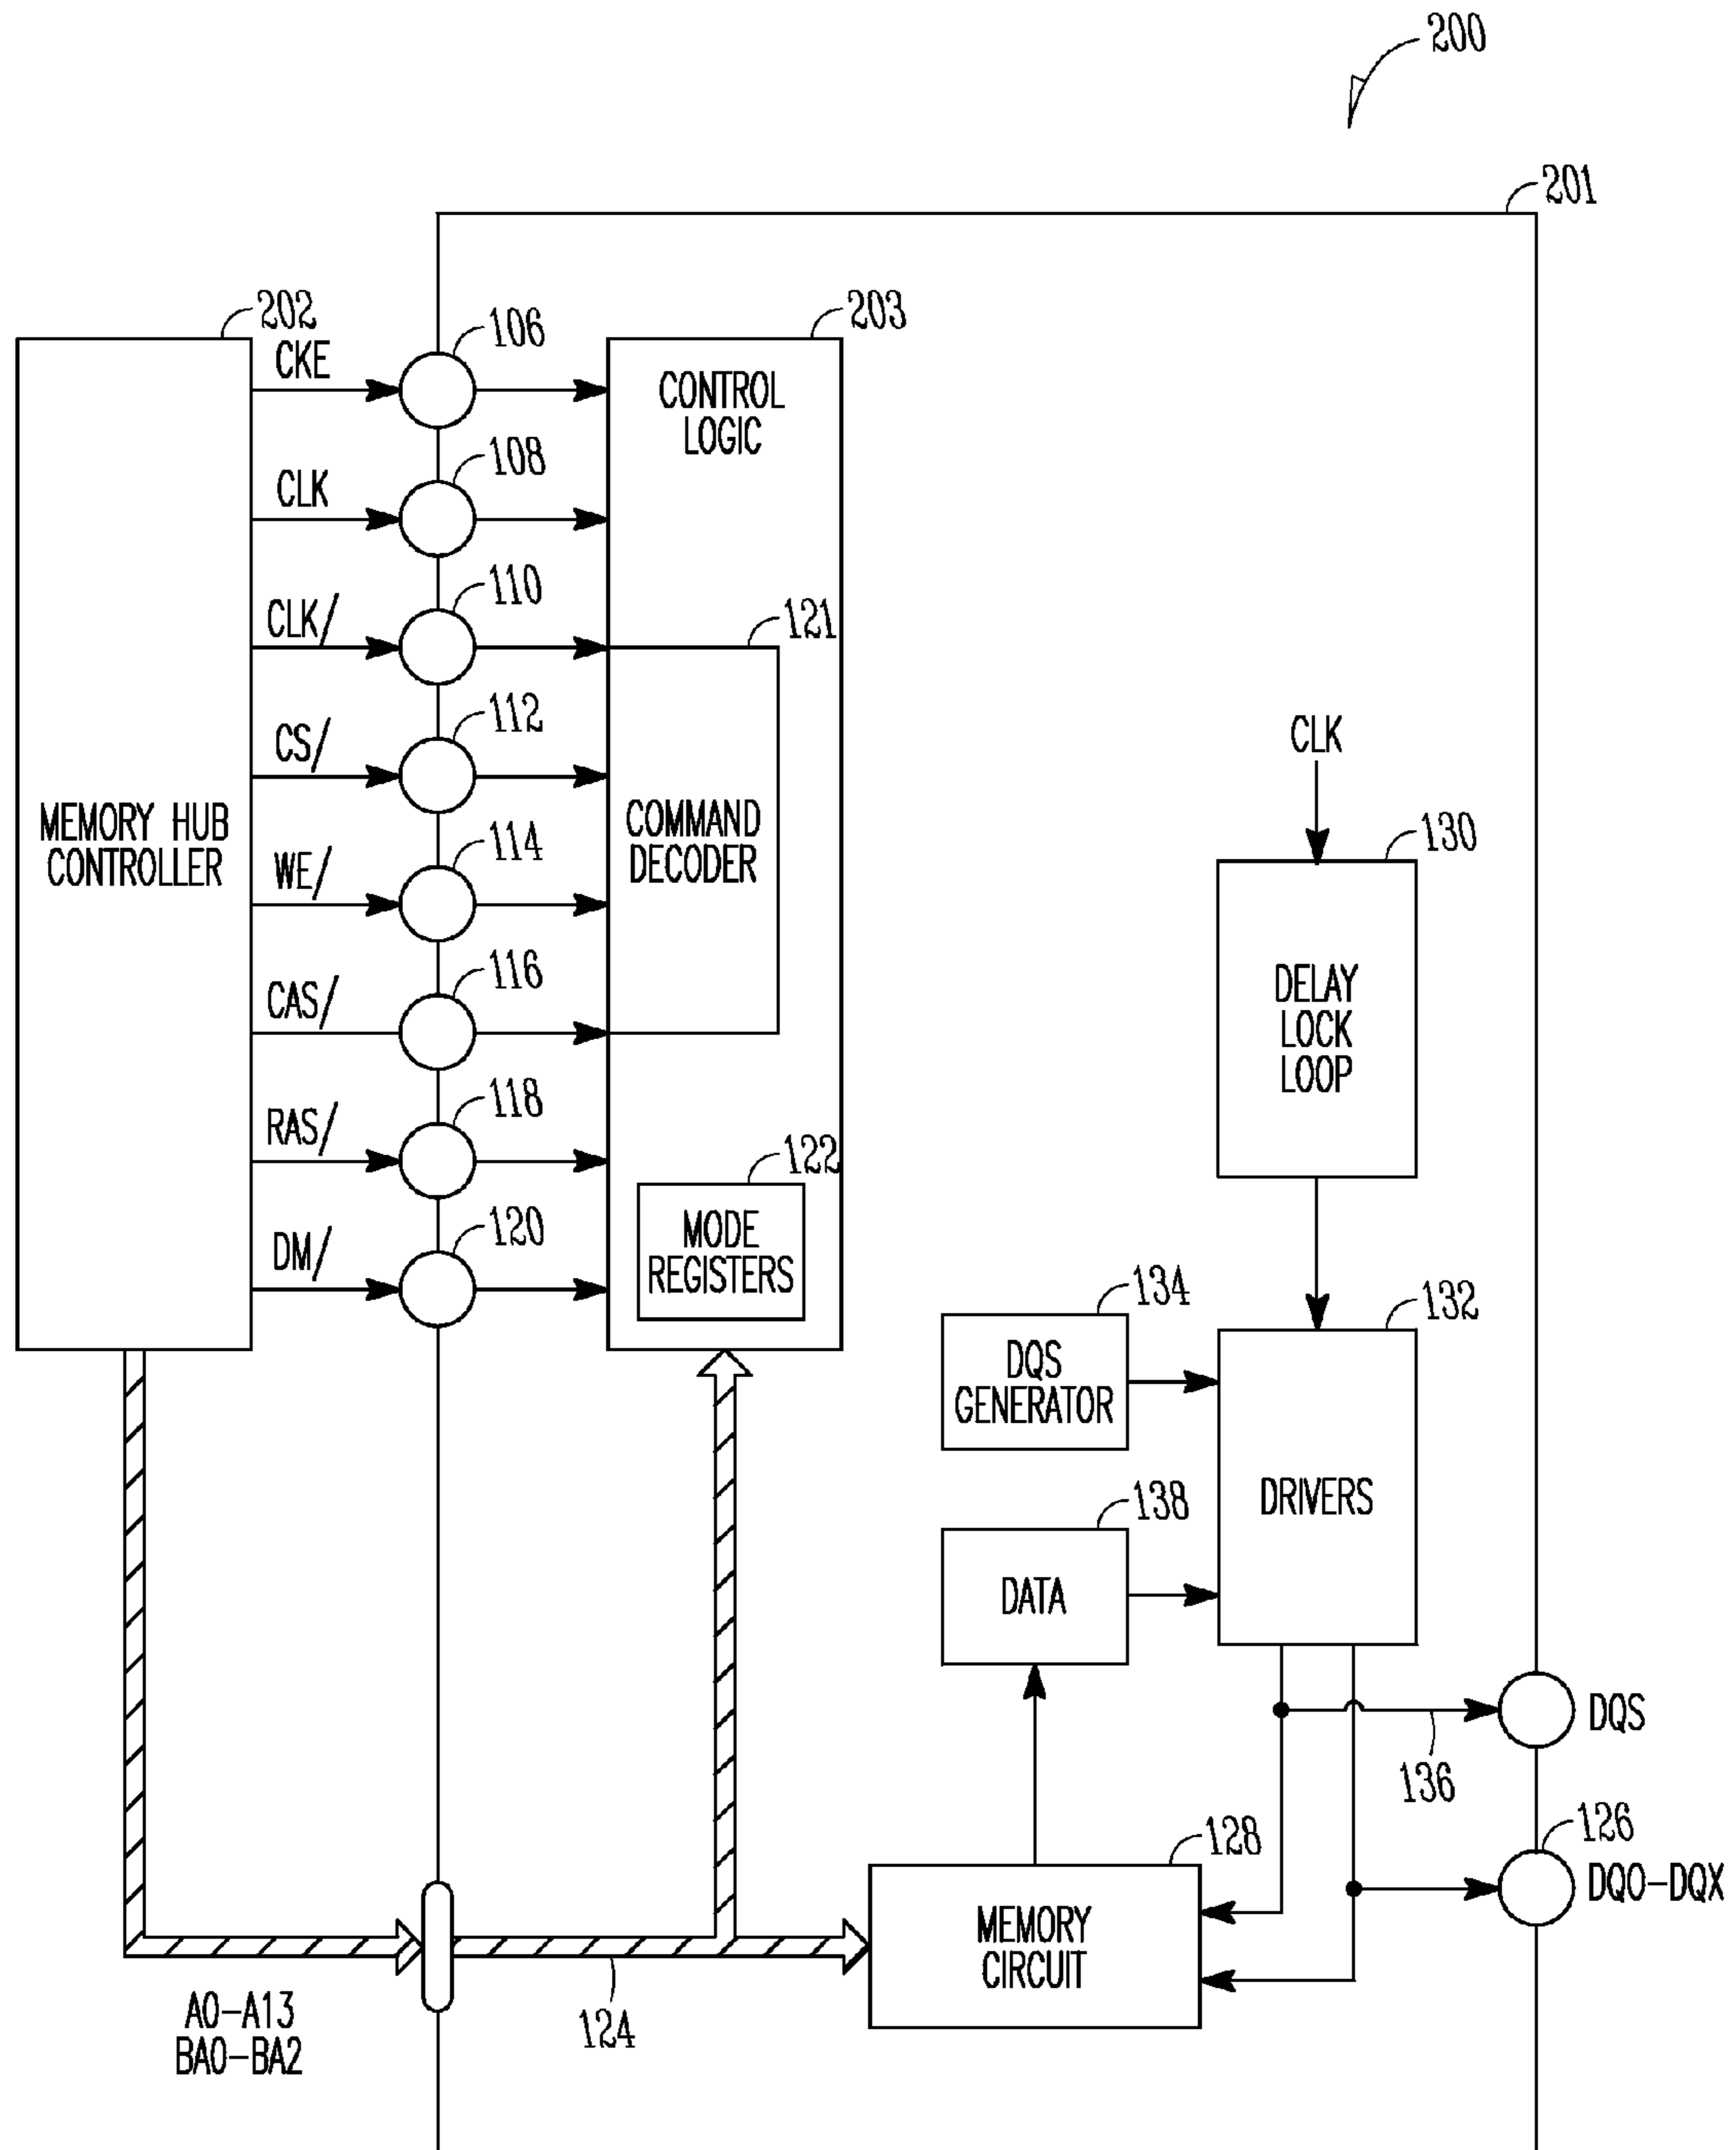 200
201
202
106
203
CKE
CONTROL
LOGIC
108
CLK
110
CLK/
121
112
CS/
CLK
MEMORY HUB
CONTROLLER
COMMAND
DECODER
114
WE/
130
116
CAS/
DELAY
LOCK
LOOP
118
RAS/
122
120
DM/
MODE
REGISTERS
134
132
DQS
GENERATOR
DRIVERS
138
DATA
DQS
136
128
126
DQ0-DQX
MEMORY
CIRCUIT
A0-A13
BA0-BA2
124